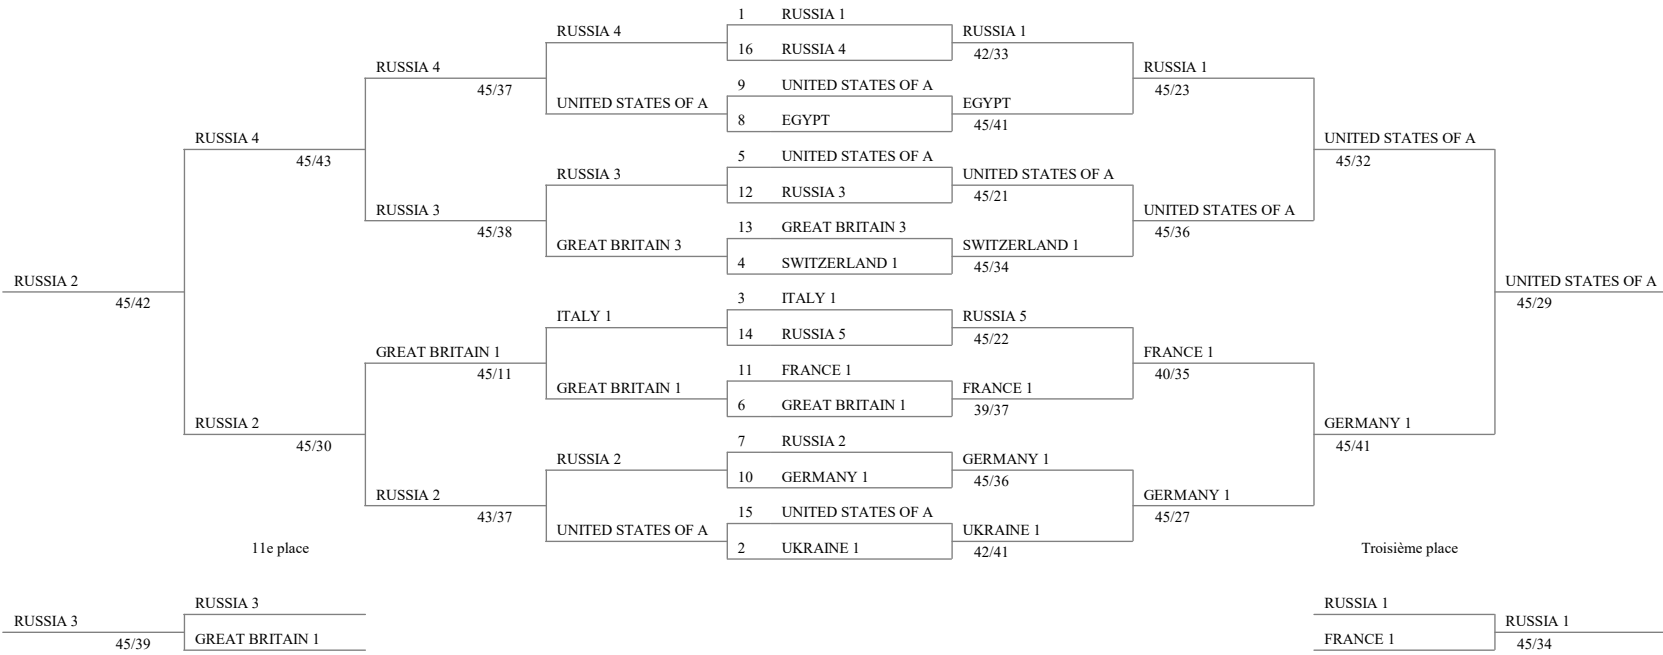 1 RUSSIA 1
RUSSIA 4 RUSSIA 1
16 RUSSIA 4 42/33
RUSSIA 4 RUSSIA 1
45/37 9 UNITED STATES OF A 45/23
UNITED STATES OF A EGYPT
8 EGYPT 45/41
RUSSIA 4 UNITED STATES OF A
45/43 5 UNITED STATES OF A 45/32
RUSSIA 3 UNITED STATES OF A
12 RUSSIA 3 45/21
RUSSIA 3 UNITED STATES OF A
45/38 13 GREAT BRITAIN 3 45/36
GREAT BRITAIN 3 SWITZERLAND 1
4 SWITZERLAND 1 45/34
RUSSIA 2 UNITED STATES OF A
45/42 3 ITALY 1 45/29
ITALY 1 RUSSIA 5
14 RUSSIA 5 45/22
GREAT BRITAIN 1 FRANCE 1
45/11 11 FRANCE 1 40/35
GREAT BRITAIN 1 FRANCE 1
6 GREAT BRITAIN 1 39/37
RUSSIA 2 GERMANY 1
45/30 7 RUSSIA 2 45/41
RUSSIA 2 GERMANY 1
10 GERMANY 1 45/36
RUSSIA 2 GERMANY 1
43/37 15 UNITED STATES OF A 45/27
UNITED STATES OF A UKRAINE 1
11e place 2 UKRAINE 1 42/41 Troisième place
RUSSIA 3 RUSSIA 1
RUSSIA 3 RUSSIA 1
45/39 GREAT BRITAIN 1 FRANCE 1 45/34